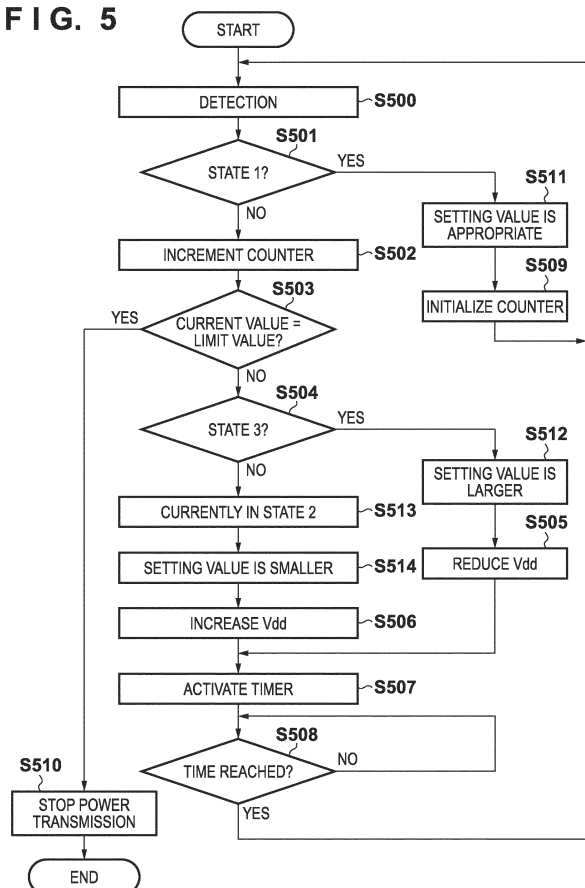 FIG. 5
START
DETECTION
S500
S501
STATE 1?
YES
NO
S511
SETTING VALUE IS
APPROPRIATE
INCREMENT COUNTER
S502
S509
INITIALIZE COUNTER
S503
YES
CURRENT VALUE =
LIMIT VALUE?
NO
S504
STATE 3?
YES
NO
S512
SETTING VALUE IS
LARGER
CURRENTLY IN STATE 2
S513
S505
REDUCE Vdd
SETTING VALUE IS SMALLER
S514
INCREASE Vdd
S506
ACTIVATE TIMER
S507
S508
TIME REACHED?
NO
YES
S510
STOP POWER
TRANSMISSION
END